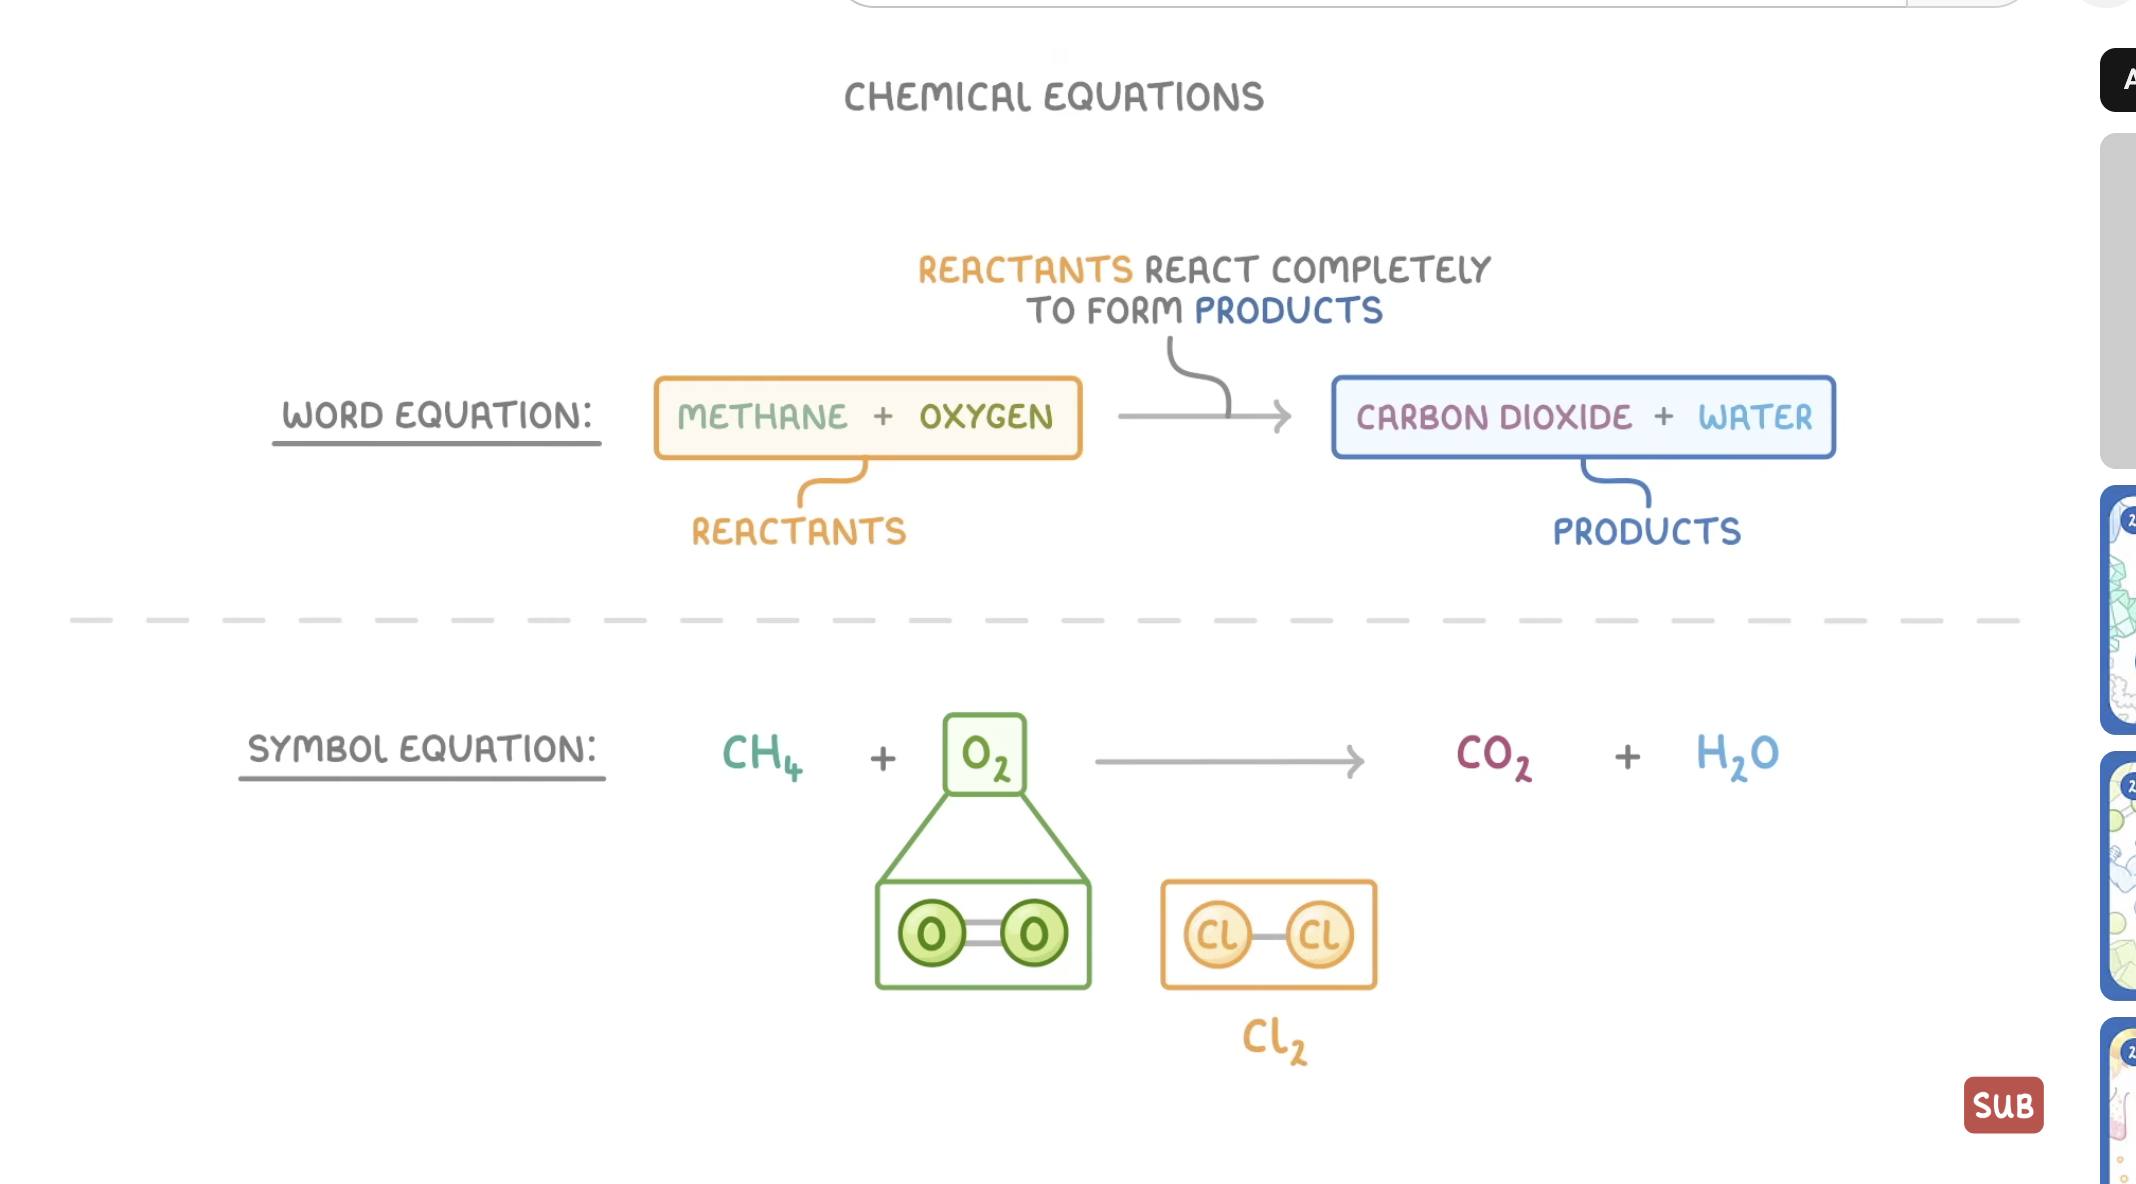 CHEMICAL EQUATIONS
REACTANTS REACT COMPLETELY
TO FORM PRODUCTS
WORD EQUATION: METHANE + OXYGEN → CARBON DIOXIDE + WATER
REACTANTS PRODUCTS
SYMBOL EQUATION: CH₄ + O₂ → CO₂ + H₂O
O O Cl Cl
Cl₂
SUB